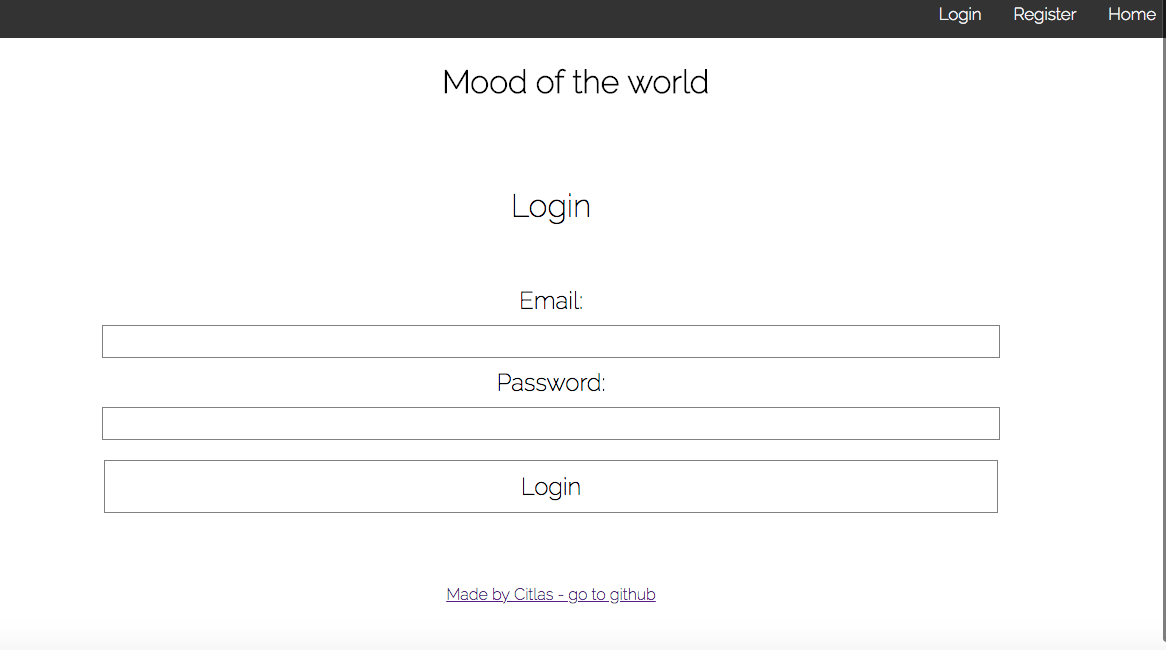 Login Register Home
Mood of the world
Login
Email:
Password:
Login
Made by Citlas - go to github